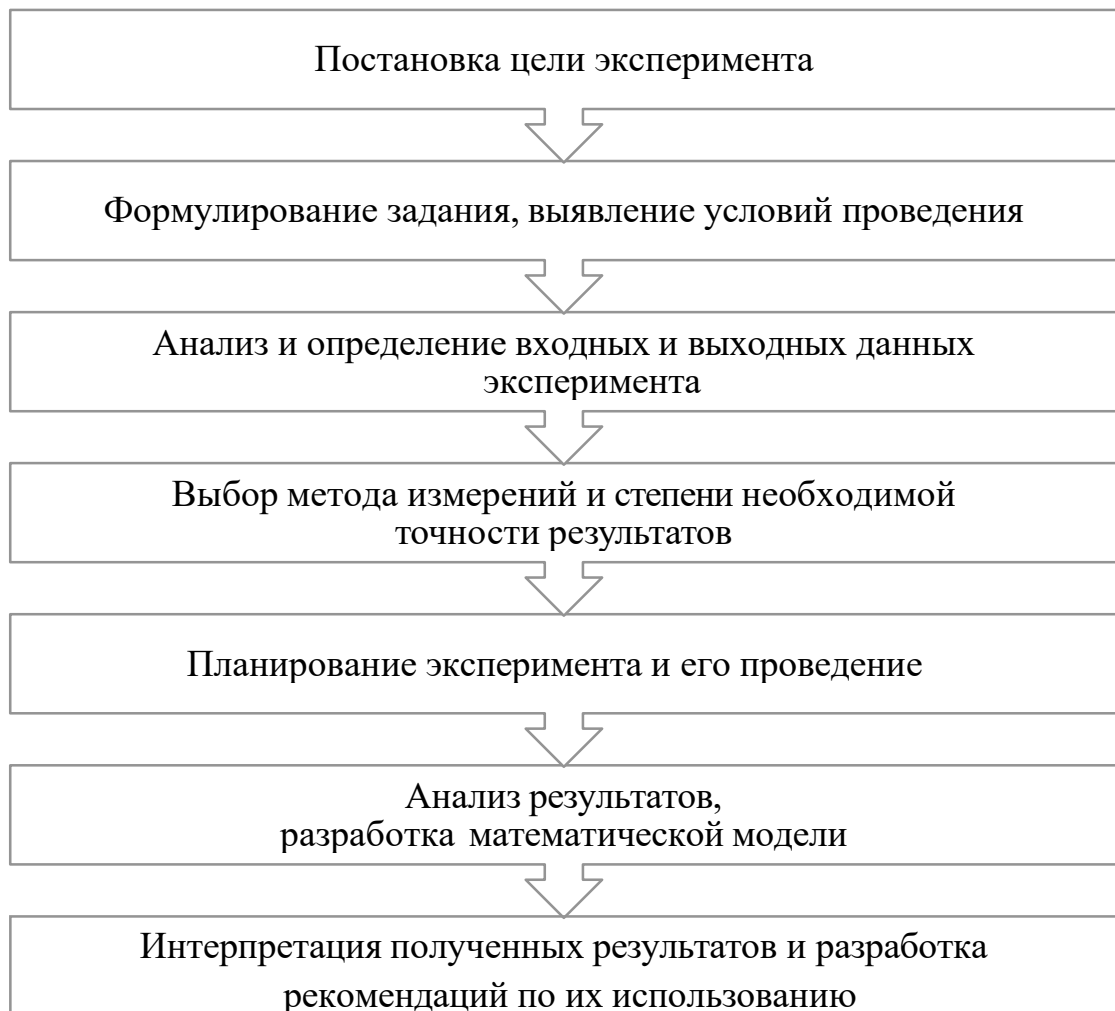 Постановка цели эксперимента
Формулирование задания, выявление условий проведения
Анализ и определение входных и выходных данных
эксперимента
Выбор метода измерений и степени необходимой
точности результатов
Планирование эксперимента и его проведение
Анализ результатов,
разработка математической модели
Интерпретация полученных результатов и разработка
рекомендаций по их использованию